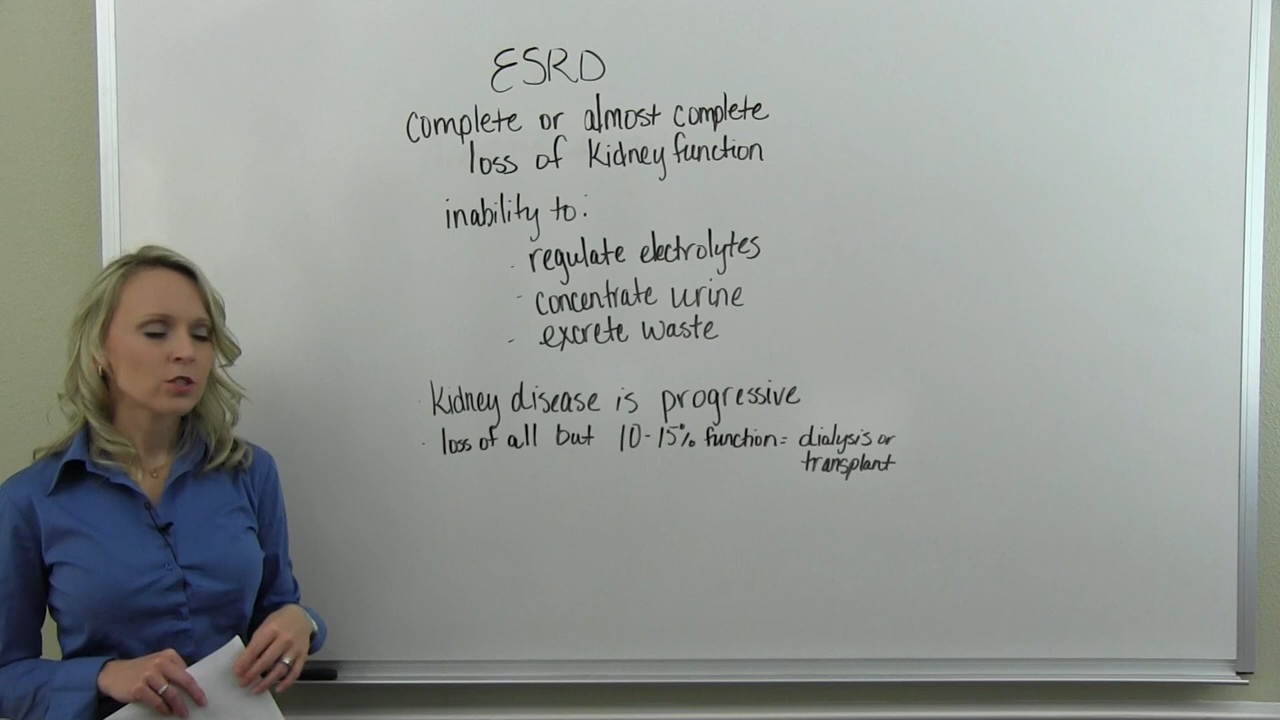 ESRD
complete or almost complete
loss of kidney function
inability to:
- regulate electrolytes
- concentrate urine
- excrete waste
· kidney disease is progressive
· loss of all but 10-15% function = dialysis or
transplant